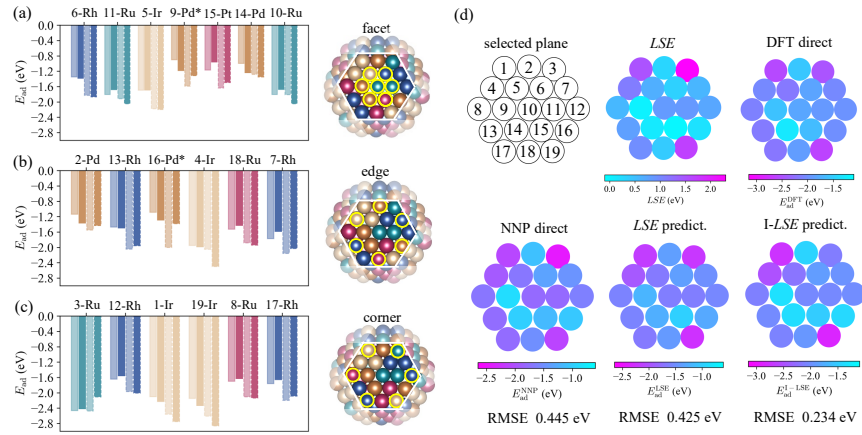 (a)
6-Rh 11-Ru 5-Ir 9-Pd* 15-Pt 14-Pd 10-Ru
0.0
−0.4
−0.8
−1.2
−1.6
−2.0
−2.4
−2.8
E_ad (eV)
facet
(b)
2-Pd 13-Rh 16-Pd* 4-Ir 18-Ru 7-Rh
0.0
−0.4
−0.8
−1.2
−1.6
−2.0
−2.4
−2.8
E_ad (eV)
edge
(c)
3-Ru 12-Rh 1-Ir 19-Ir 8-Ru 17-Rh
0.0
−0.4
−0.8
−1.2
−1.6
−2.0
−2.4
−2.8
E_ad (eV)
corner
(d)
selected plane
1 2 3
4 5 6 7
8 9 10 11 12
13 14 15 16
17 18 19
LSE
0.0 0.5 1.0 1.5 2.0
LSE (eV)
DFT direct
−3.0 −2.5 −2.0 −1.5
E_ad^DFT (eV)
NNP direct
−2.5 −2.0 −1.5 −1.0
E_ad^NNP (eV)
RMSE 0.445 eV
LSE predict.
−2.5 −2.0 −1.5 −1.0
E_ad^LSE (eV)
RMSE 0.425 eV
I-LSE predict.
−3.0 −2.5 −2.0 −1.5
E_ad^I−LSE (eV)
RMSE 0.234 eV